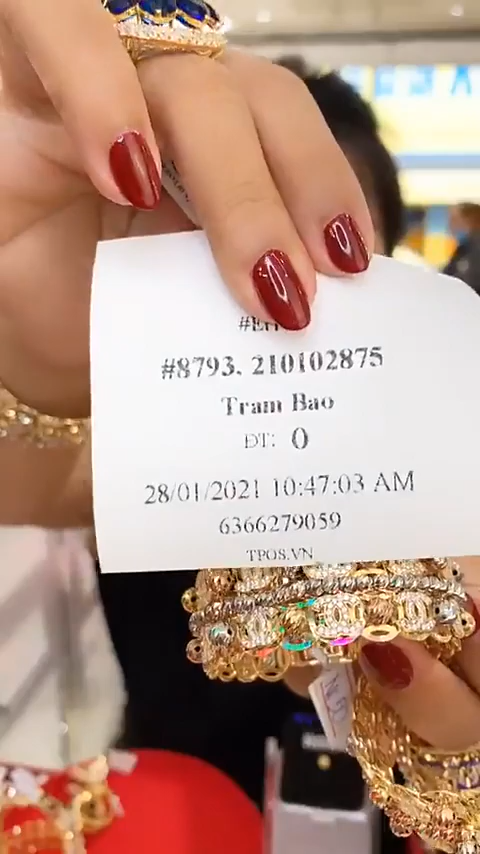 #8793. 210102875
Tram Bao
ĐT: 0
28/01/2021 10:47:03 AM
6366279059
TPOS.VN